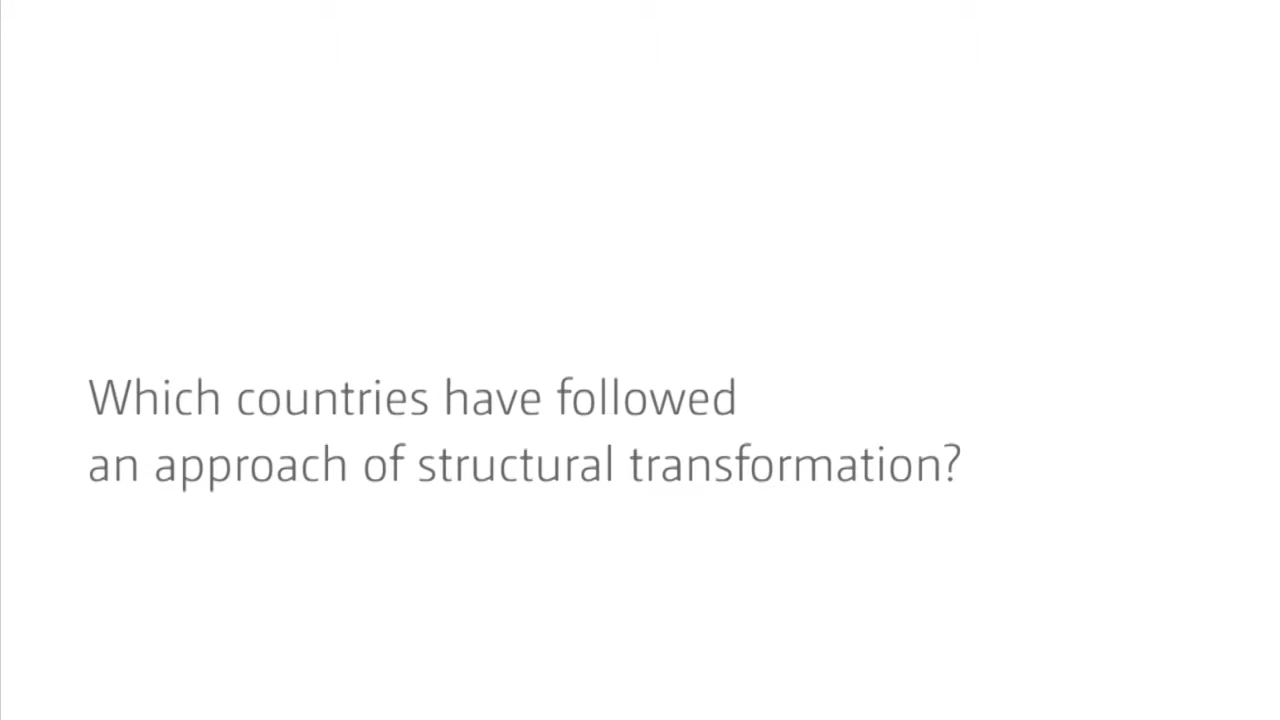 Which countries have followed
an approach of structural transformation?